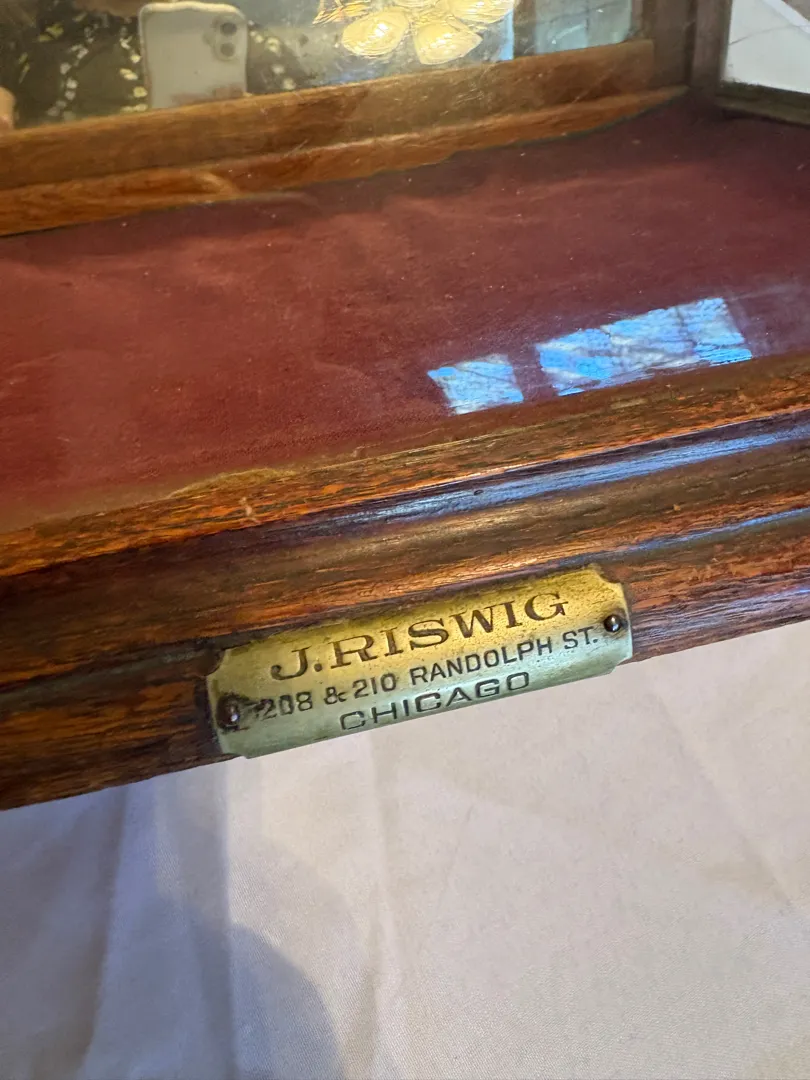 J. RISWIG
208 & 210 RANDOLPH ST.
CHICAGO